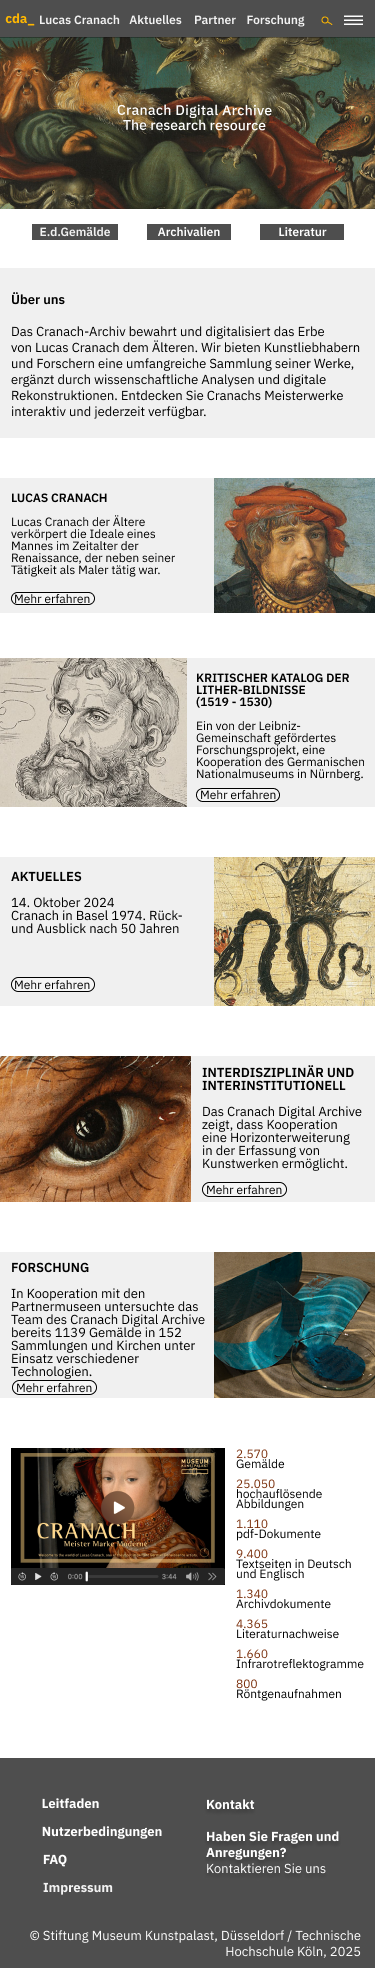 cda_ Lucas Cranach Aktuelles Partner Forschung
Cranach Digital Archive
The research resource
E.d.Gemälde Archivalien Literatur
Über uns
Das Cranach-Archiv bewahrt und digitalisiert das Erbe
von Lucas Cranach dem Älteren. Wir bieten Kunstliebhabern
und Forschern eine umfangreiche Sammlung seiner Werke,
ergänzt durch wissenschaftliche Analysen und digitale
Rekonstruktionen. Entdecken Sie Cranachs Meisterwerke
interaktiv und jederzeit verfügbar.
LUCAS CRANACH
Lucas Cranach der Ältere
verkörpert die Ideale eines
Mannes im Zeitalter der
Renaissance, der neben seiner
Tätigkeit als Maler tätig war.
Mehr erfahren
KRITISCHER KATALOG DER
LITHER-BILDNISSE
(1519 - 1530)
Ein von der Leibniz-
Gemeinschaft gefördertes
Forschungsprojekt, eine
Kooperation des Germanischen
Nationalmuseums in Nürnberg.
Mehr erfahren
AKTUELLES
14. Oktober 2024
Cranach in Basel 1974. Rück-
und Ausblick nach 50 Jahren
Mehr erfahren
INTERDISZIPLINÄR UND
INTERINSTITUTIONELL
Das Cranach Digital Archive
zeigt, dass Kooperation
eine Horizonterweiterung
in der Erfassung von
Kunstwerken ermöglicht.
Mehr erfahren
FORSCHUNG
In Kooperation mit den
Partnermuseen untersuchte das
Team des Cranach Digital Archive
bereits 1139 Gemälde in 152
Sammlungen und Kirchen unter
Einsatz verschiedener
Technologien.
Mehr erfahren
MUSEUM
KUNSTPALAST
CRANACH
Meister Marke Moderne
0:00 3:44
2.570
Gemälde
25.050
hochauflösende
Abbildungen
1.110
pdf-Dokumente
9.400
Textseiten in Deutsch
und Englisch
1.340
Archivdokumente
4.365
Literaturnachweise
1.660
Infrarotreflektogramme
800
Röntgenaufnahmen
Leitfaden
Nutzerbedingungen
FAQ
Impressum
Kontakt
Haben Sie Fragen und
Anregungen?
Kontaktieren Sie uns
© Stiftung Museum Kunstpalast, Düsseldorf / Technische
Hochschule Köln, 2025